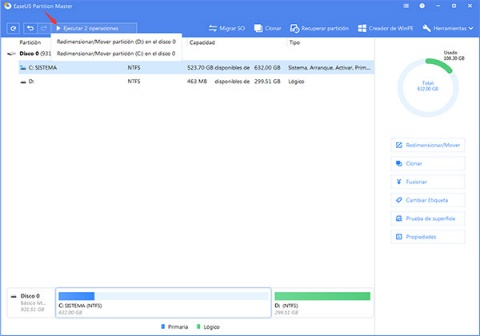 EaseUS Partition Master
Ejecutar 2 operaciones
Migrar SO
Clonar
Recuperar partición
Creador de WinPE
Herramientas
Redimensionar/Mover partición (D:) en el disco 0
Redimensionar/Mover partición (C:) en el disco 0
Partición
Capacidad
Tipo
Disco 0 (931
C: SISTEMA NTFS 523.70 GB disponibles de 632.00 GB Sistema, Arranque, Activar, Prim...
D: NTFS 463 MB disponibles de 299.51 GB Lógico
Usado
108.30 GB
Total:
632.00 GB
Redimensionar/Mover
Clonar
Fusionar
Cambiar Etiqueta
Prueba de superficie
Propiedades
Disco 0
Básico M...
931.51 GB
C: SISTEMA (NTFS)
632.00 GB
D: (NTFS)
299.51 GB
Primaria
Lógico